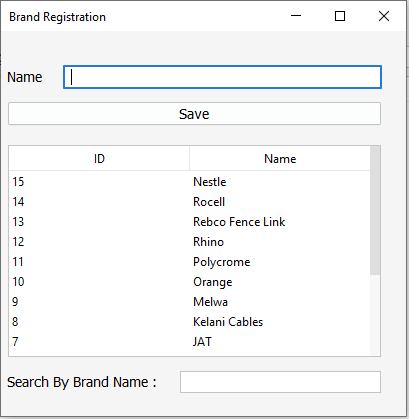 Brand Registration
Name
Save
ID Name
15 Nestle
14 Rocell
13 Rebco Fence Link
12 Rhino
11 Polycrome
10 Orange
9 Melwa
8 Kelani Cables
7 JAT
Search By Brand Name :